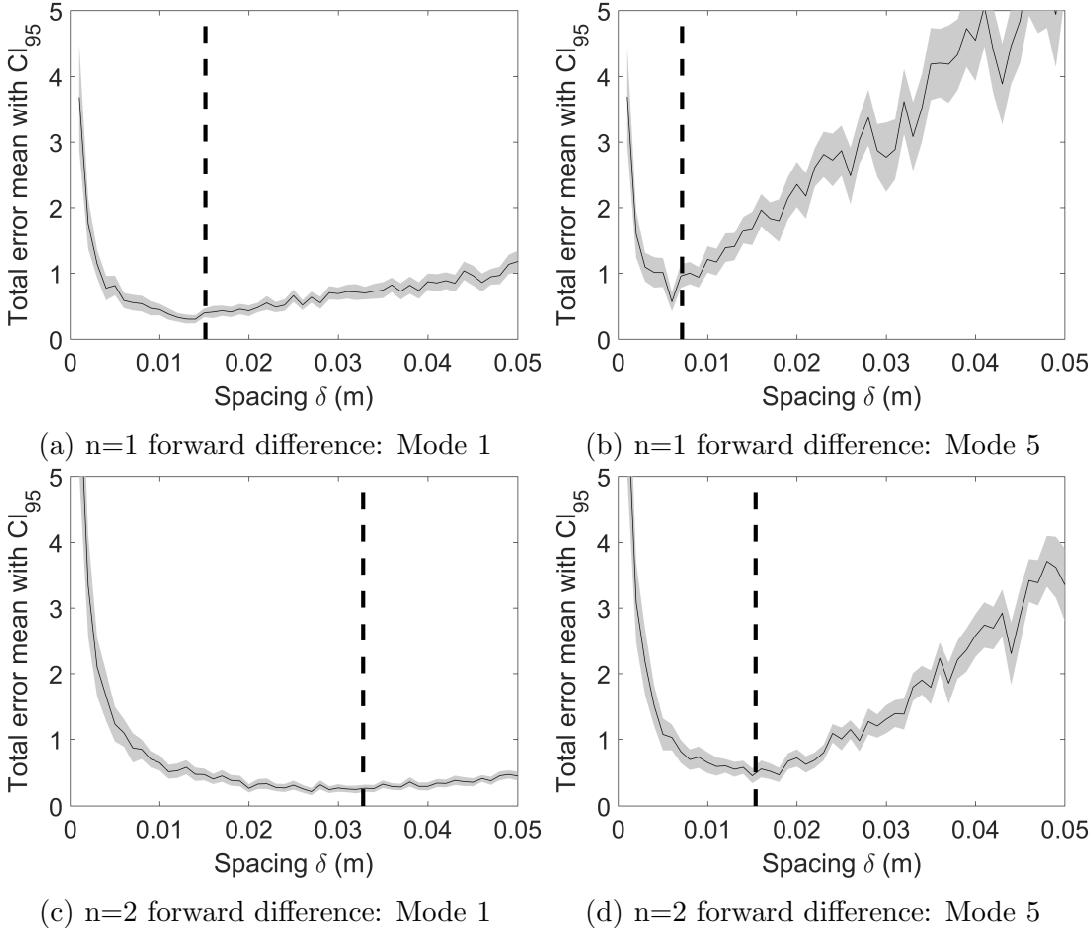 Total error mean with CI95
5
4
3
2
1
0
0 0.01 0.02 0.03 0.04 0.05
Spacing δ (m)
(a) n=1 forward difference: Mode 1
Total error mean with CI95
5
4
3
2
1
0
0 0.01 0.02 0.03 0.04 0.05
Spacing δ (m)
(b) n=1 forward difference: Mode 5
Total error mean with CI95
5
4
3
2
1
0
0 0.01 0.02 0.03 0.04 0.05
Spacing δ (m)
(c) n=2 forward difference: Mode 1
Total error mean with CI95
5
4
3
2
1
0
0 0.01 0.02 0.03 0.04 0.05
Spacing δ (m)
(d) n=2 forward difference: Mode 5